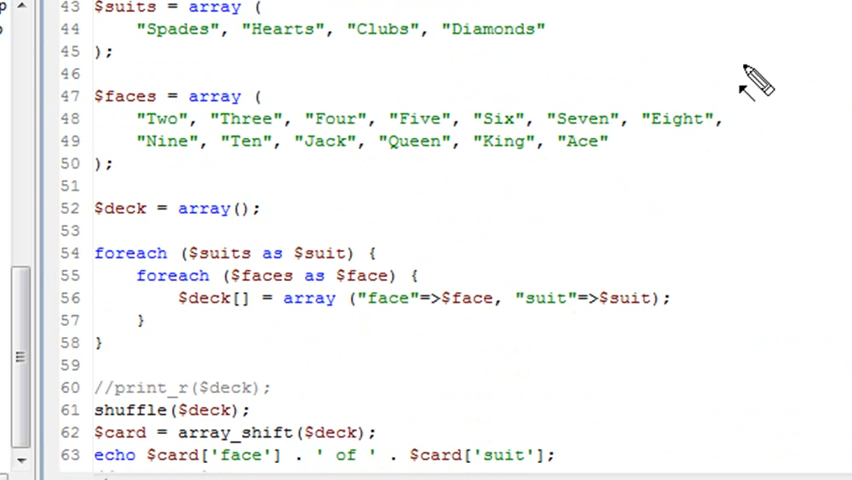 43 $suits = array (
44 "Spades", "Hearts", "Clubs", "Diamonds"
45 );
46
47 $faces = array (
48 "Two", "Three", "Four", "Five", "Six", "Seven", "Eight",
49 "Nine", "Ten", "Jack", "Queen", "King", "Ace"
50 );
51
52 $deck = array();
53
54 foreach ($suits as $suit) {
55 foreach ($faces as $face) {
56 $deck[] = array ("face"=>$face, "suit"=>$suit);
57 }
58 }
59
60 //print_r($deck);
61 shuffle($deck);
62 $card = array_shift($deck);
63 echo $card['face'] . ' of ' . $card['suit'];